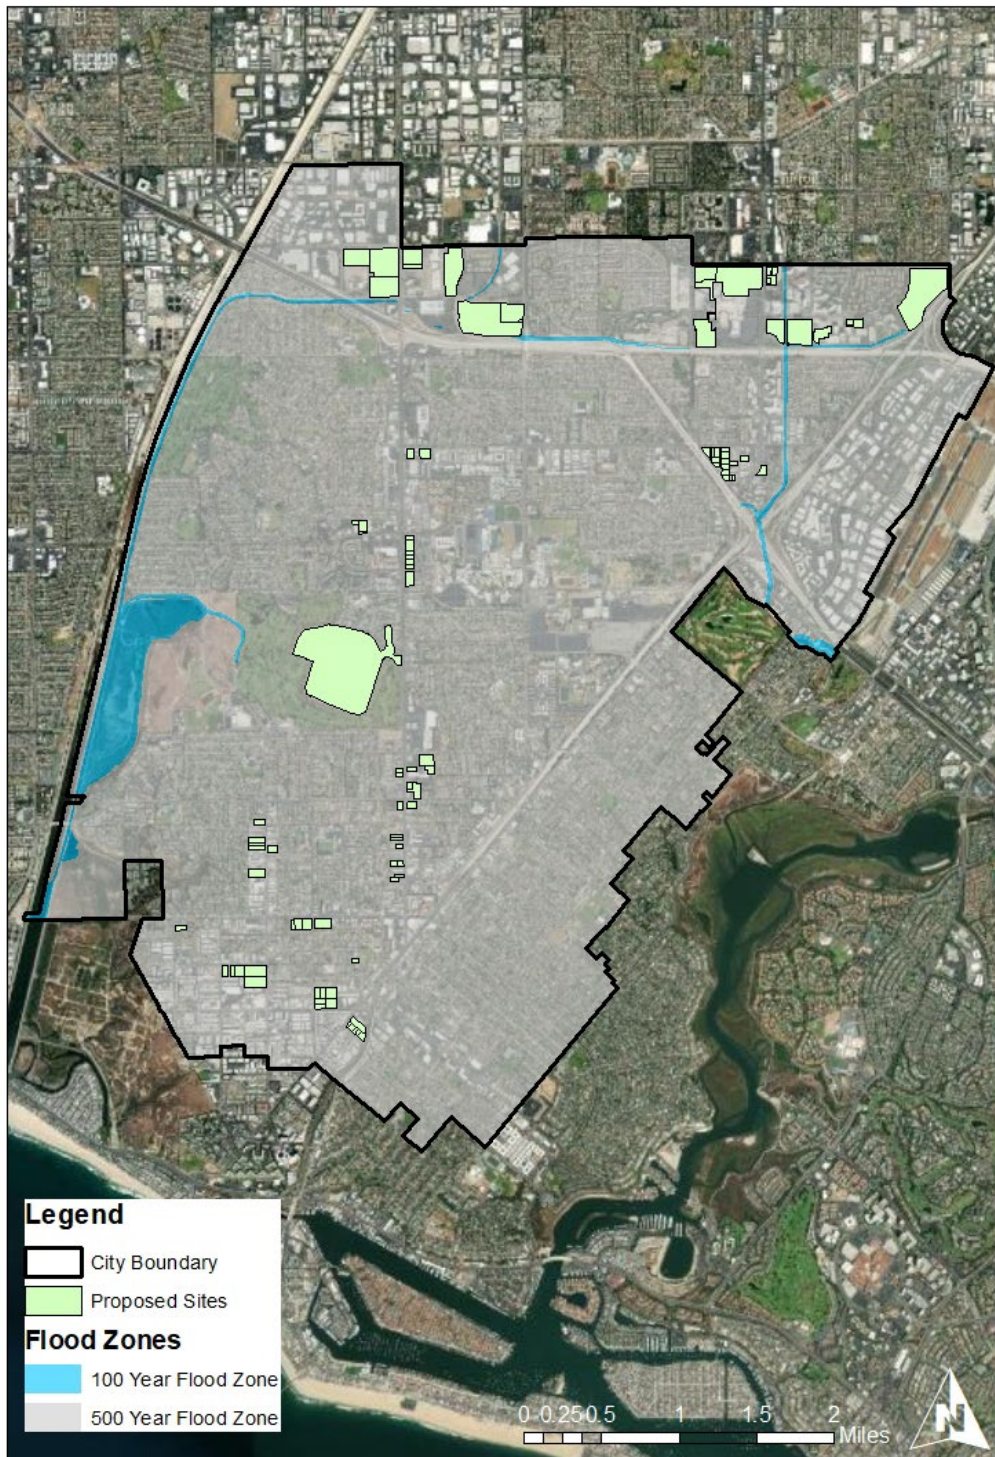 Legend
City Boundary
Proposed Sites
Flood Zones
100 Year Flood Zone
500 Year Flood Zone
0 0.25 0.5 1 1.5 2
Miles
N